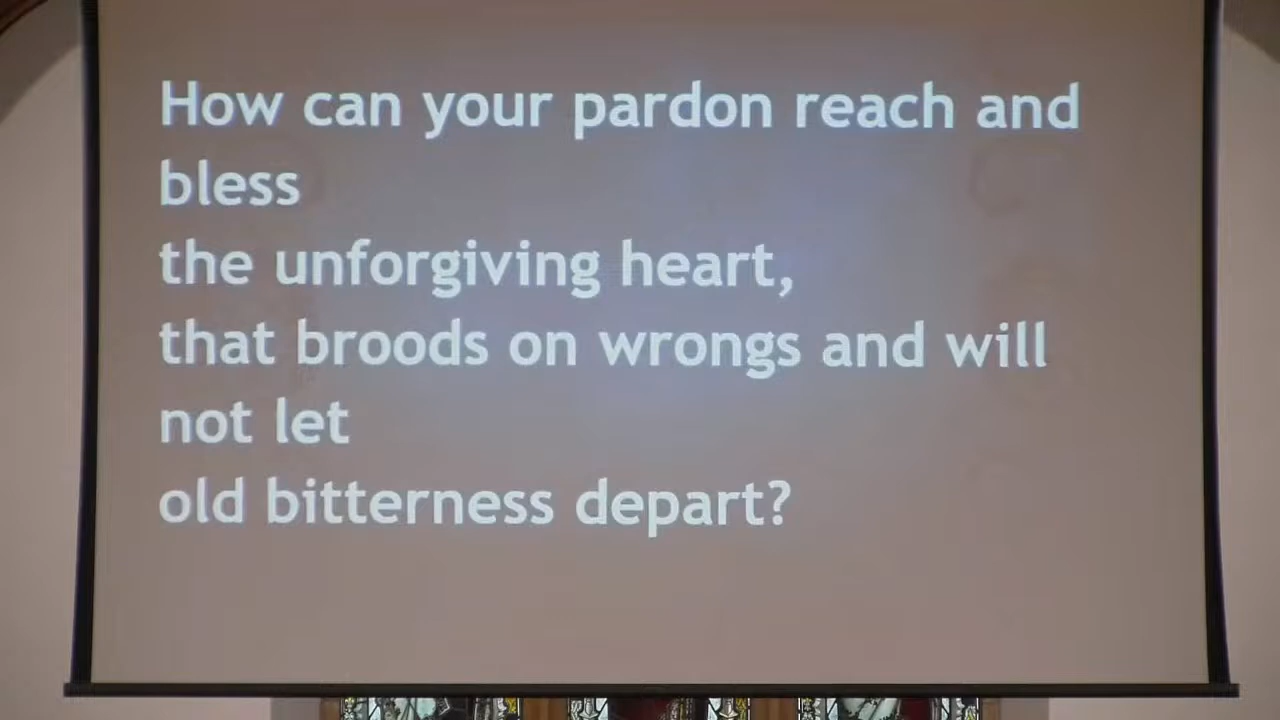 How can your pardon reach and
bless
the unforgiving heart,
that broods on wrongs and will
not let
old bitterness depart?